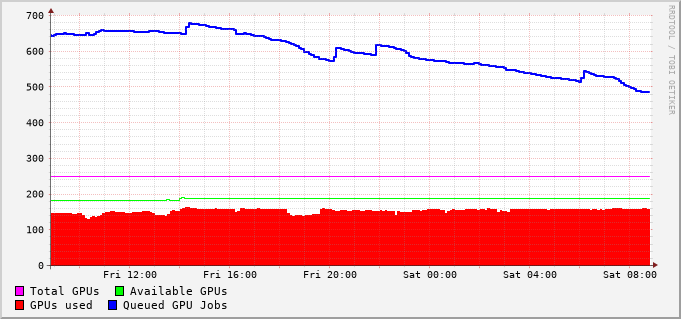 700
600
500
400
300
200
100
0
Fri 12:00 Fri 16:00 Fri 20:00 Sat 00:00 Sat 04:00 Sat 08:00
Total GPUs Available GPUs
GPUs used Queued GPU Jobs
RRDTOOL / TOBI OETIKER